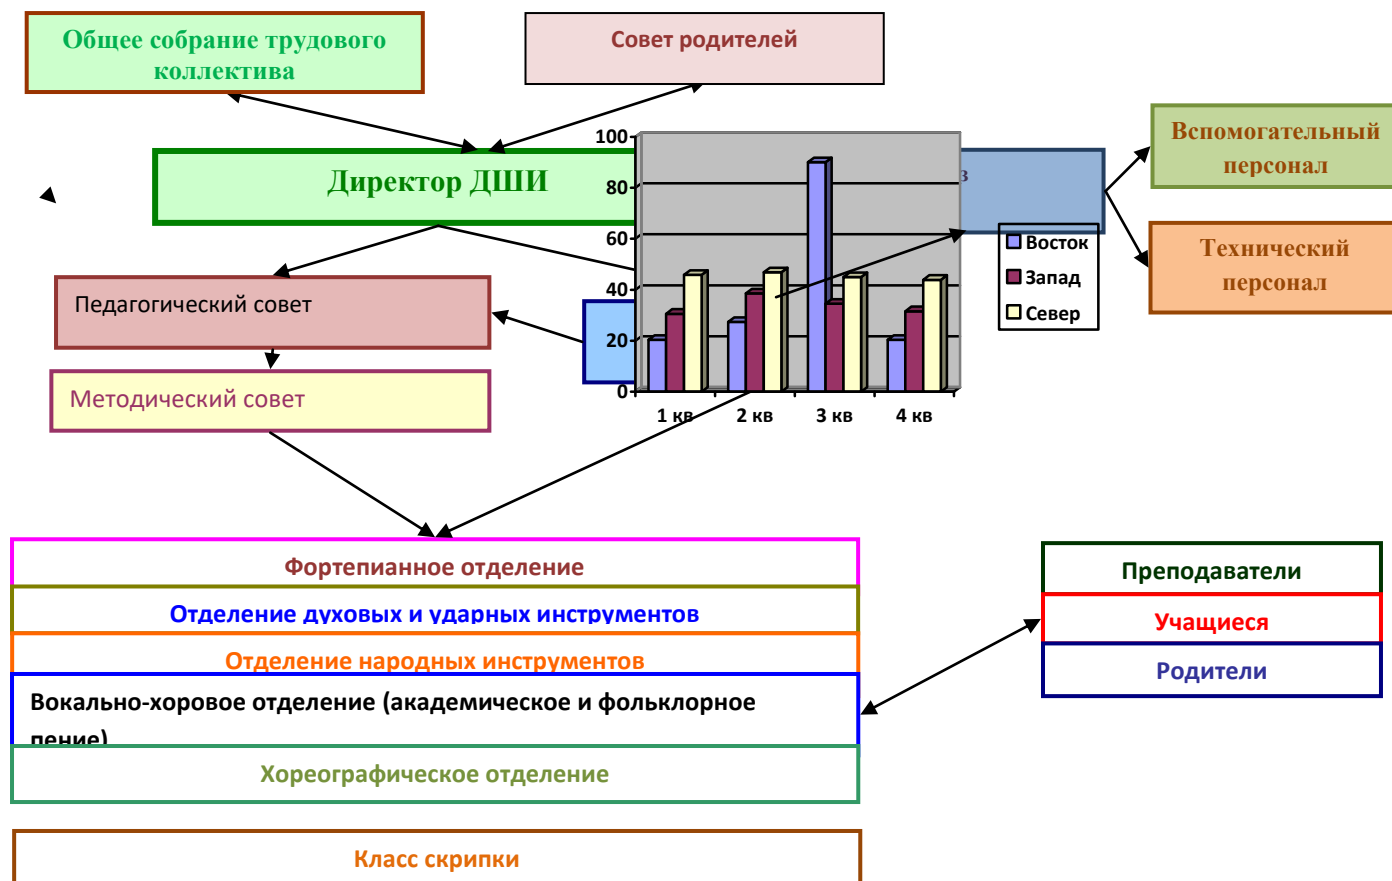 Общее собрание трудового
коллектива
Совет родителей
Директор ДШИ
Вспомогательный
персонал
Технический
персонал
Педагогический совет
Методический совет
100
80
60
40
20
0
1 кв
2 кв
3 кв
4 кв
Восток
Запад
Север
Фортепианное отделение
Отделение духовых и ударных инструментов
Отделение народных инструментов
Вокально-хоровое отделение (академическое и фольклорное
пение)
Хореографическое отделение
Класс скрипки
Преподаватели
Учащиеся
Родители